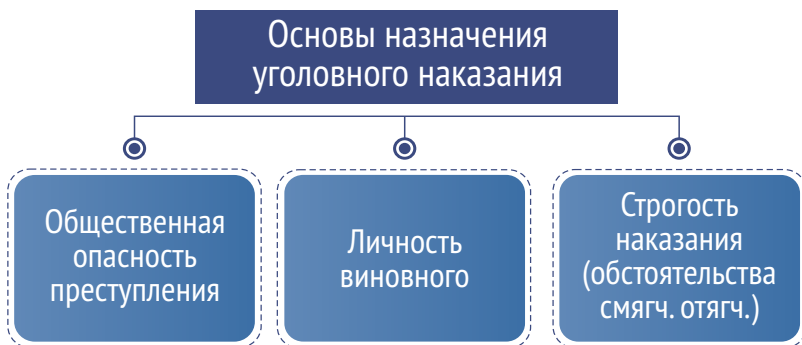 Основы назначения
уголовного наказания
Общественная
опасность
преступления
Личность
виновного
Строгость
наказания
(обстоятельства
смягч. отягч.)